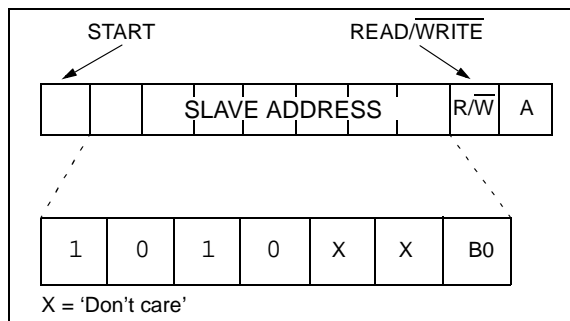 START READ/WRITE
SLAVE ADDRESS R/W A
1 0 1 0 X X B0
X = 'Don't care'